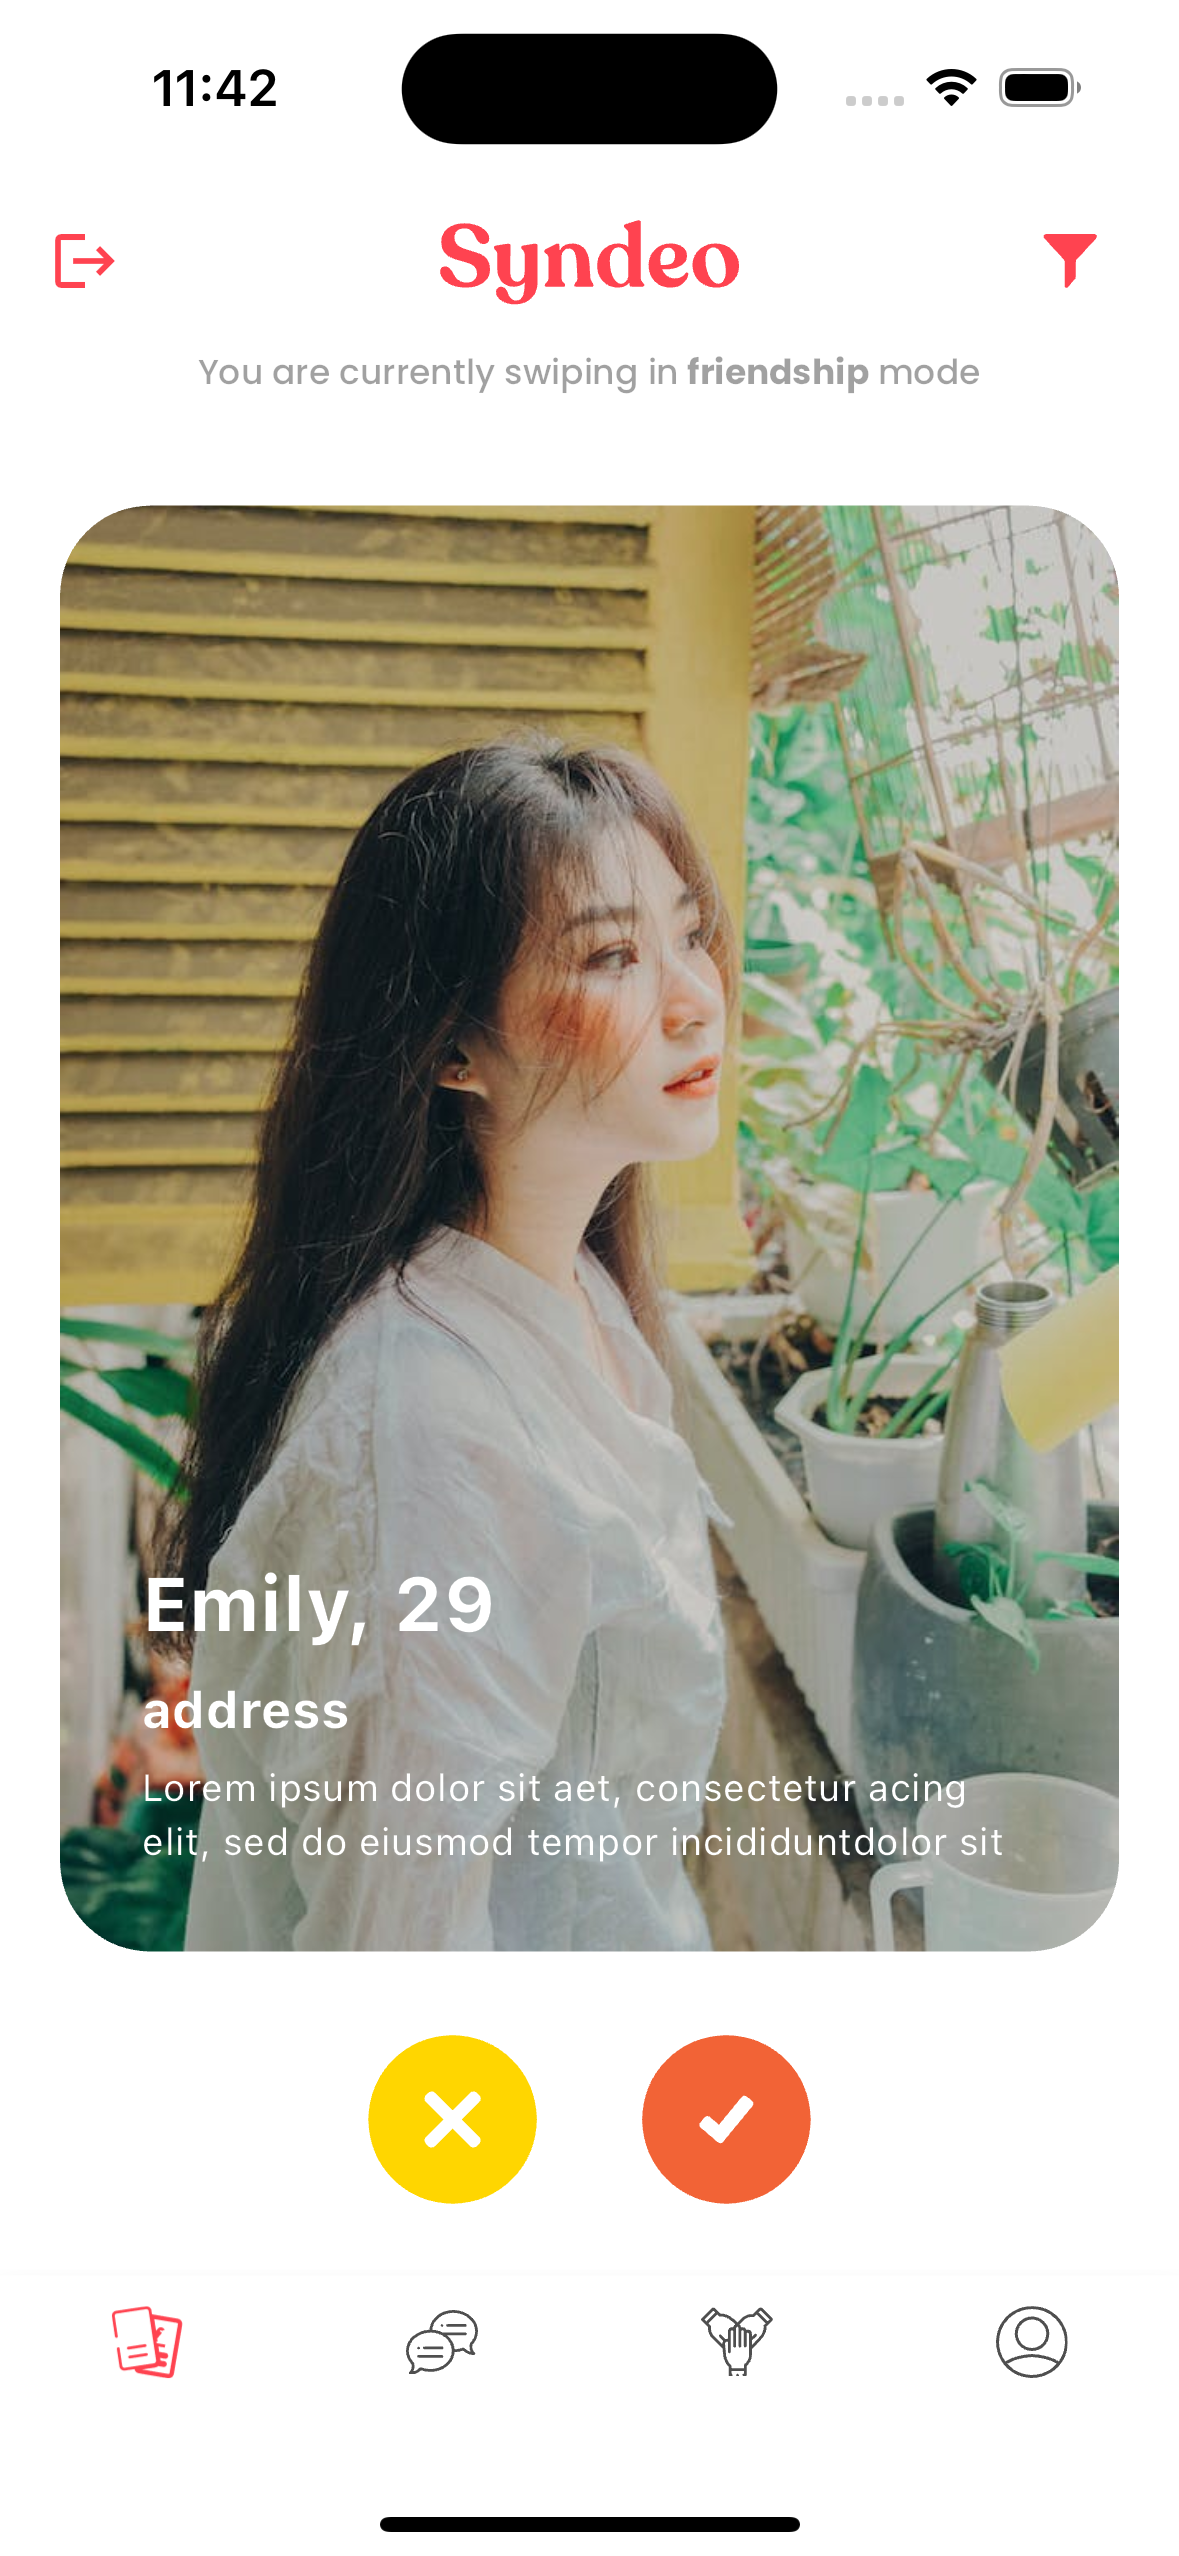 11:42
Syndeo
You are currently swiping in friendship mode
Emily, 29
address
Lorem ipsum dolor sit aet, consectetur acing
elit, sed do eiusmod tempor incididuntdolor sit